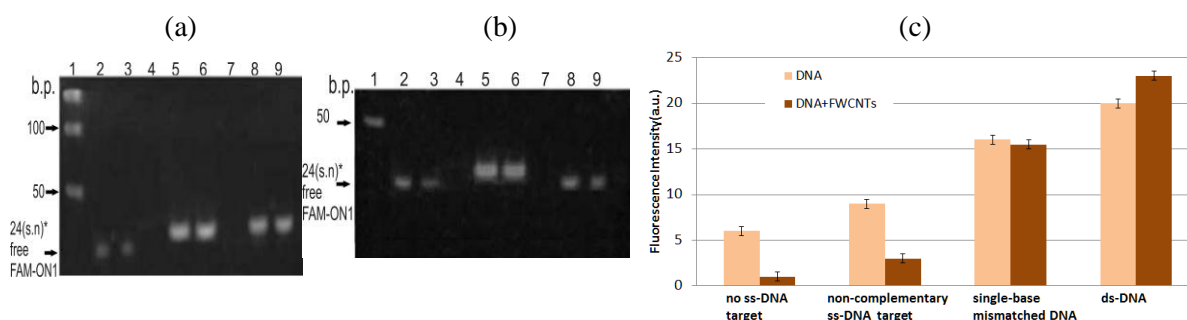 (a)
b.p.
1 2 3 4 5 6 7 8 9
100
50
24(s.n)*
free
FAM-ON1
(b)
b.p.
1 2 3 4 5 6 7 8 9
50
24(s.n)*
free
FAM-ON1
(c)
Fluorescence Intensity(a.u.)
25
20
15
10
5
0
DNA
DNA+FWCNTs
no ss-DNA target
non-complementary ss-DNA target
single-base mismatched DNA
ds-DNA